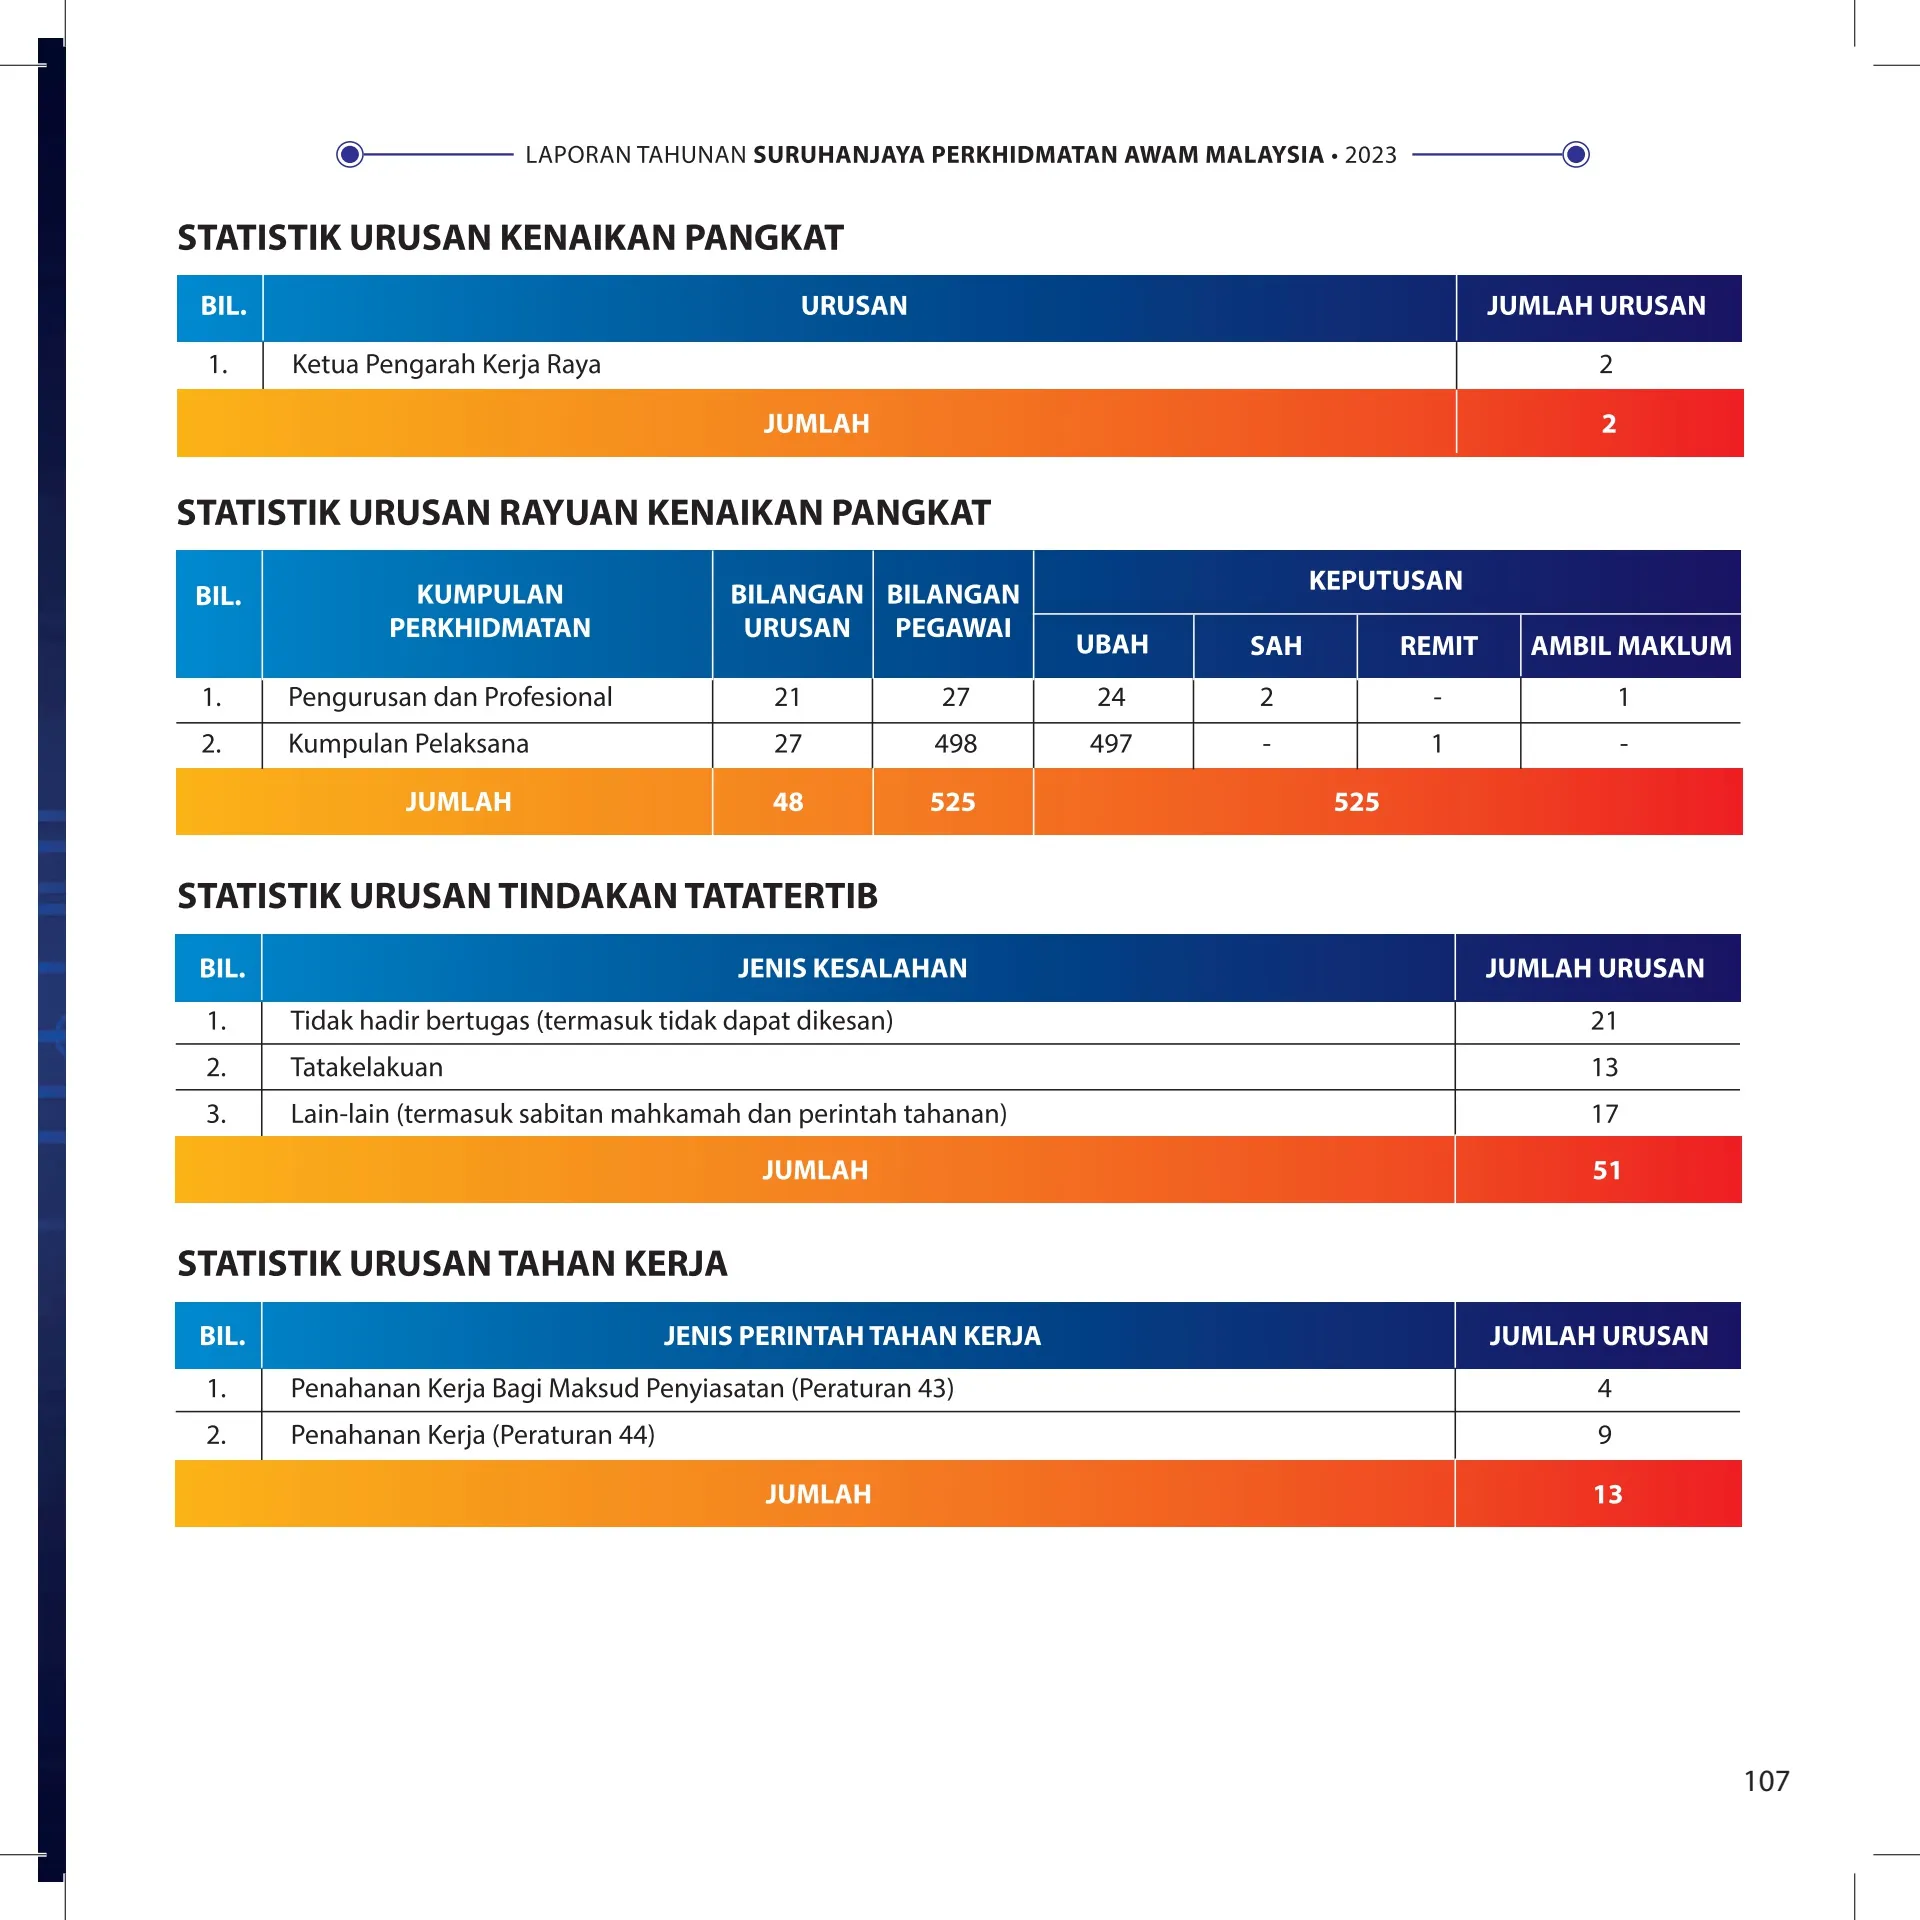 LAPORAN TAHUNAN SURUHANJAYA PERKHIDMATAN AWAM MALAYSIA • 2023
STATISTIK URUSAN KENAIKAN PANGKAT
BIL. URUSAN JUMLAH URUSAN
1. Ketua Pengarah Kerja Raya 2
JUMLAH 2
STATISTIK URUSAN RAYUAN KENAIKAN PANGKAT
BIL. KUMPULAN PERKHIDMATAN BILANGAN URUSAN BILANGAN PEGAWAI KEPUTUSAN
UBAH SAH REMIT AMBIL MAKLUM
1. Pengurusan dan Profesional 21 27 24 2 - 1
2. Kumpulan Pelaksana 27 498 497 - 1 -
JUMLAH 48 525 525
STATISTIK URUSAN TINDAKAN TATATERTIB
BIL. JENIS KESALAHAN JUMLAH URUSAN
1. Tidak hadir bertugas (termasuk tidak dapat dikesan) 21
2. Tatakelakuan 13
3. Lain-lain (termasuk sabitan mahkamah dan perintah tahanan) 17
JUMLAH 51
STATISTIK URUSAN TAHAN KERJA
BIL. JENIS PERINTAH TAHAN KERJA JUMLAH URUSAN
1. Penahanan Kerja Bagi Maksud Penyiasatan (Peraturan 43) 4
2. Penahanan Kerja (Peraturan 44) 9
JUMLAH 13
107